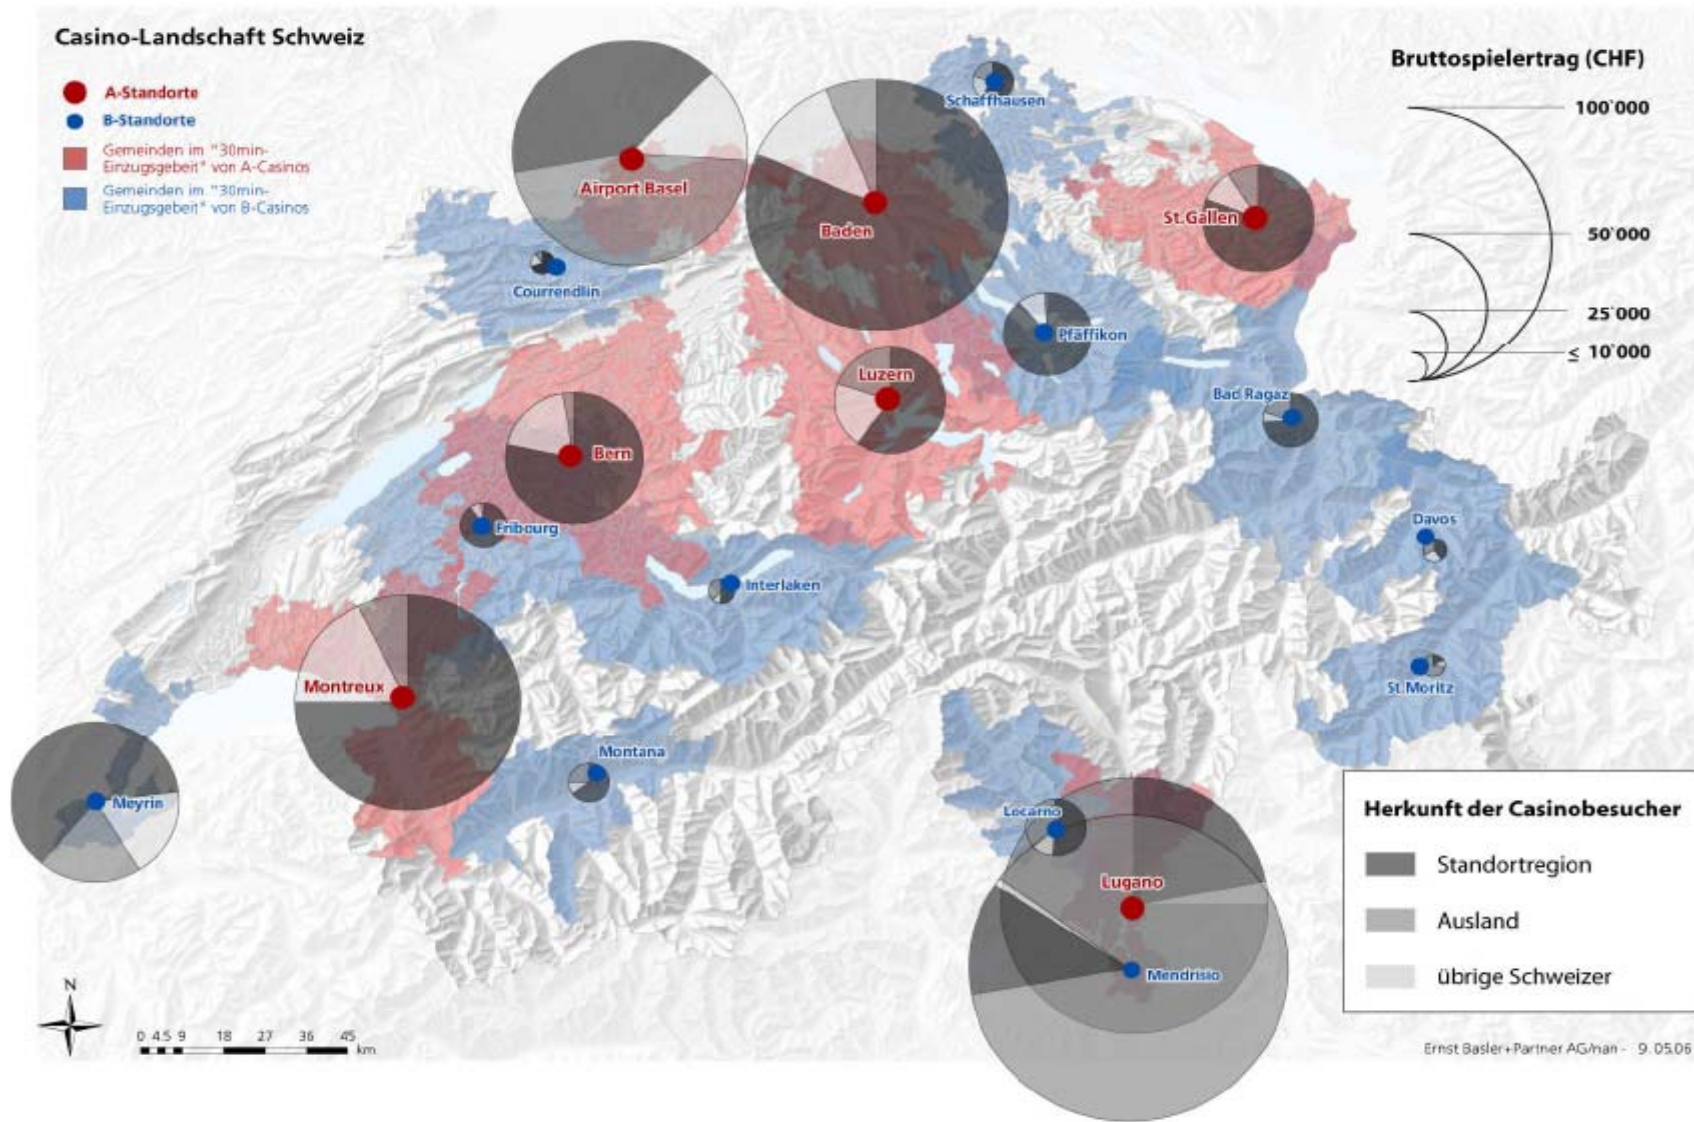 Casino-Landschaft Schweiz
A-Standorte
B-Standorte
Gemeinden im "30min-
Einzugsgebeit" von A-Casinos
Gemeinden im "30min-
Einzugsgebeit" von B-Casinos
Bruttospielertrag (CHF)
100`000
50`000
25`000
≤ 10`000
Schaffhausen
Airport Basel
Baden
St.Gallen
Courrendlin
Pfäffikon
Luzern
Bad Ragaz
Bern
Fribourg
Davos
Interlaken
Montreux
St.Moritz
Montana
Meyrin
Locarno
Lugano
Mendrisio
Herkunft der Casinobesucher
Standortregion
Ausland
übrige Schweizer
N
0 4.5 9 18 27 36 45
km
Ernst Basler+Partner AG/nan - 9.05.06